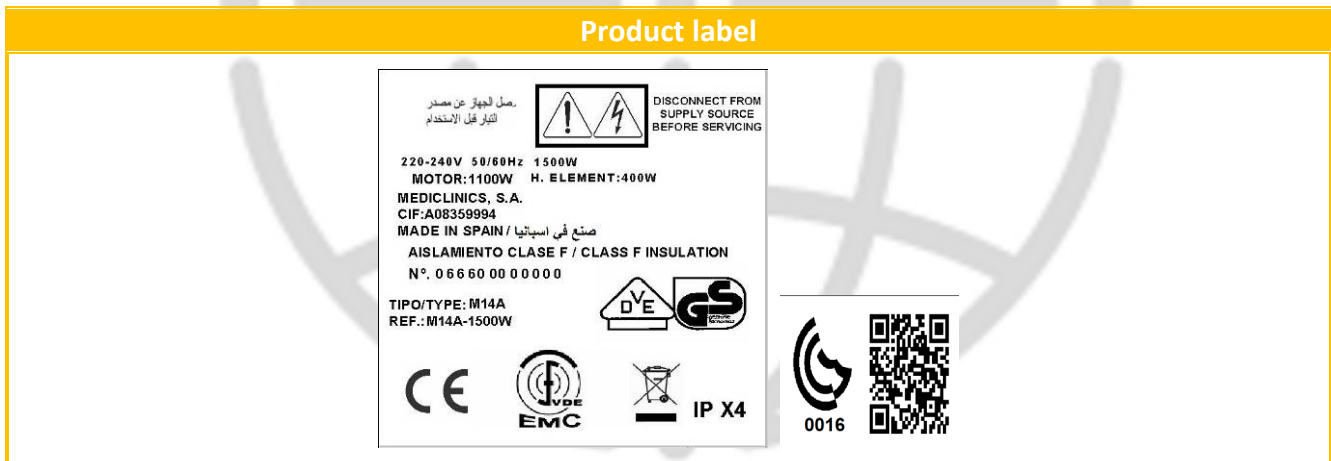 Product label
صل الجهاز عن مصدر
التيار قبل الاستخدام
DISCONNECT FROM
SUPPLY SOURCE
BEFORE SERVICING
220-240V 50/60Hz 1500W
MOTOR:1100W H. ELEMENT:400W
MEDICLINICS, S.A.
CIF:A08359994
MADE IN SPAIN / صنع في اسبانيا
AISLAMIENTO CLASE F / CLASS F INSULATION
Nº. 06660 00 00000
TIPO/TYPE: M14A
REF.:M14A-1500W
DVE
GS
CE
VDE
EMC
IP X4
0016